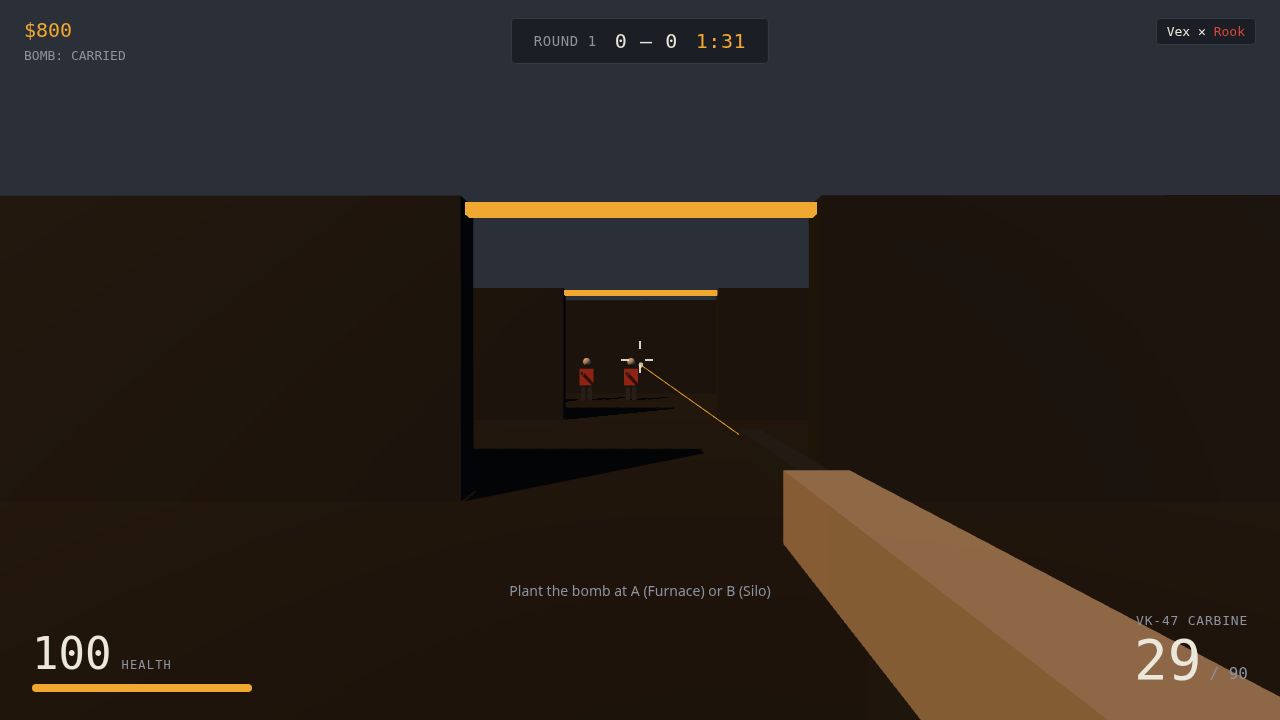 $800
BOMB: CARRIED
ROUND 1 0 — 0 1:31
Vex × Rook
Plant the bomb at A (Furnace) or B (Silo)
100 HEALTH
VK-47 CARBINE
29 / 90